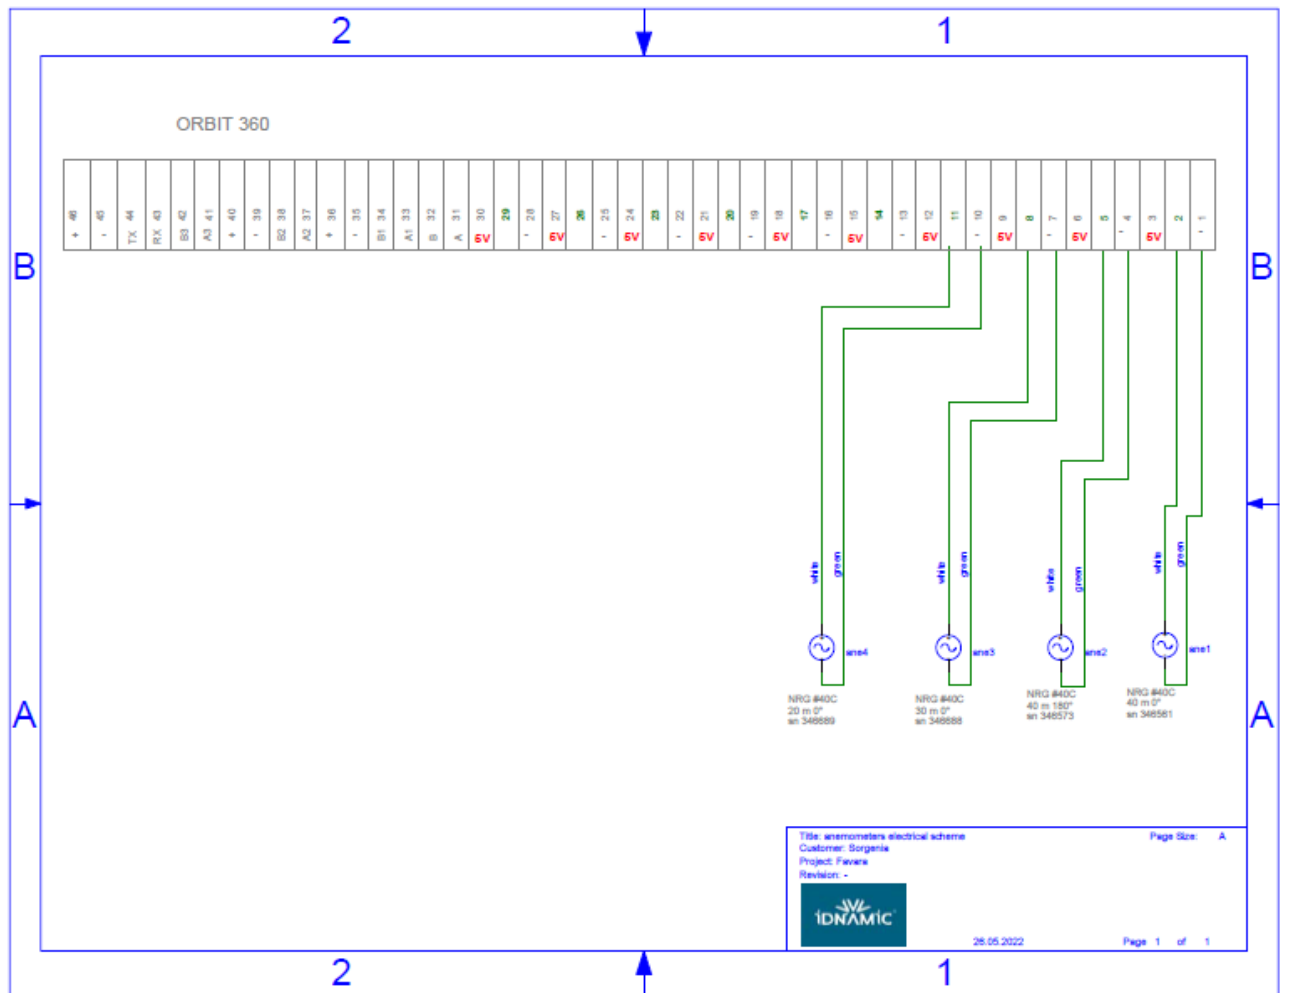 2 1
ORBIT 360
46 45 TX 44 RX 43 B3 42 A3 41 40 39 B2 38 A2 37 36 35 B1 34 A1 33 B 32 A 31 30 29 28 27 26 25 24 23 22 21 20 19 18 17 16 15 14 13 12 11 10 9 8 7 6 5 4 3 2 1
+ - + - + - 5V - 5V - 5V - 5V - 5V - 5V - 5V - 5V - 5V - 5V -
B B
white green white green white green white green
ane4 ane3 ane2 ane1
NRG #40C
20 m 0°
sn 346689
NRG #40C
30 m 0°
sn 346688
NRG #40C
40 m 180°
sn 346573
NRG #40C
40 m 0°
sn 346561
A A
Title: anemometers electrical scheme Page Size: A
Customer: Sorgenia
Project: Favara
Revision: -
iDNAMiC
26.05.2022 Page 1 of 1
2 1